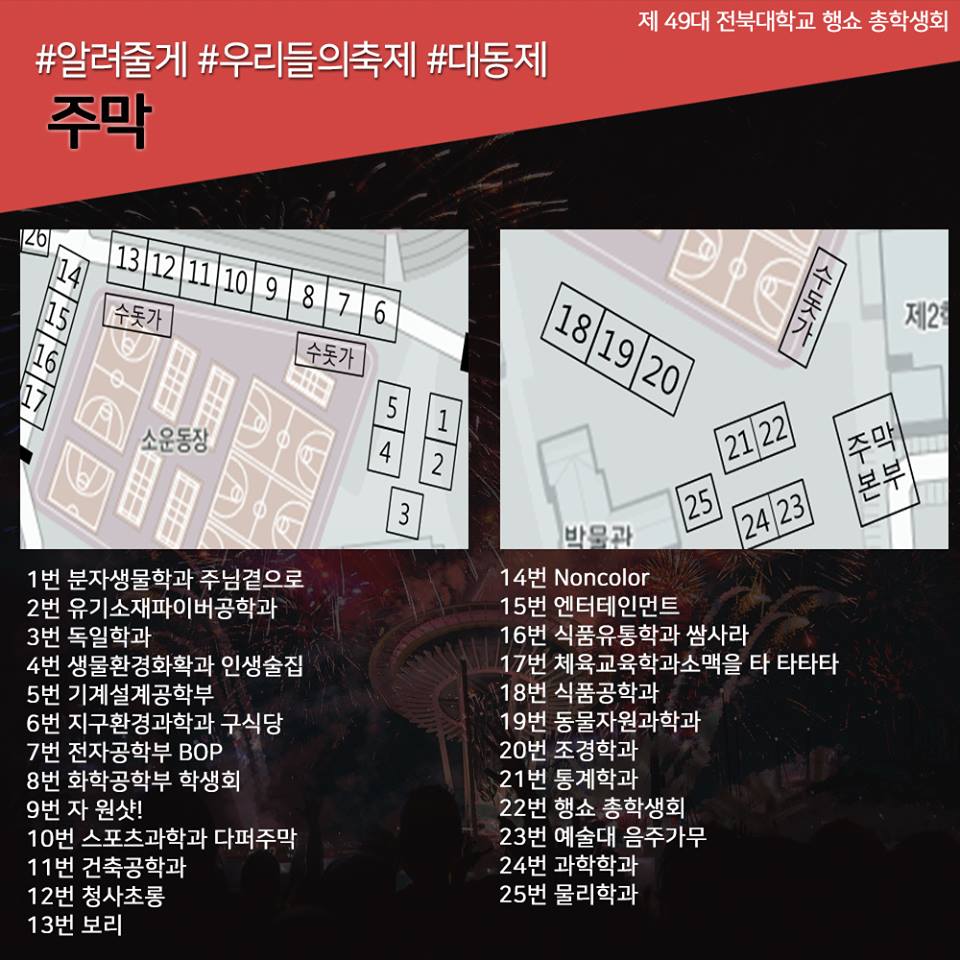 제 49대 전북대학교 행쇼 총학생회
#알려줄게 #우리들의축제 #대동제
주막
26
14
15
16
17
13 12 11 10 9 8 7 6
수돗가
수돗가
소운동장
5
4
1
2
3
수돗가
제2학
18 19 20
21 22
주막
본부
25
24 23
박물관
1번 분자생물학과 주님곁으로
2번 유기소재파이버공학과
3번 독일학과
4번 생물환경화확과 인생술집
5번 기계설계공학부
6번 지구환경과학과 구식당
7번 전자공학부 BOP
8번 화학공학부 학생회
9번 자 원샷!
10번 스포츠과학과 다퍼주막
11번 건축공학과
12번 청사초롱
13번 보리
14번 Noncolor
15번 엔터테인먼트
16번 식품유통학과 쌈사라
17번 체육교육학과소맥을 타 타타타
18번 식품공학과
19번 동물자원과학과
20번 조경학과
21번 통계학과
22번 행쇼 총학생회
23번 예술대 음주가무
24번 과학학과
25번 물리학과